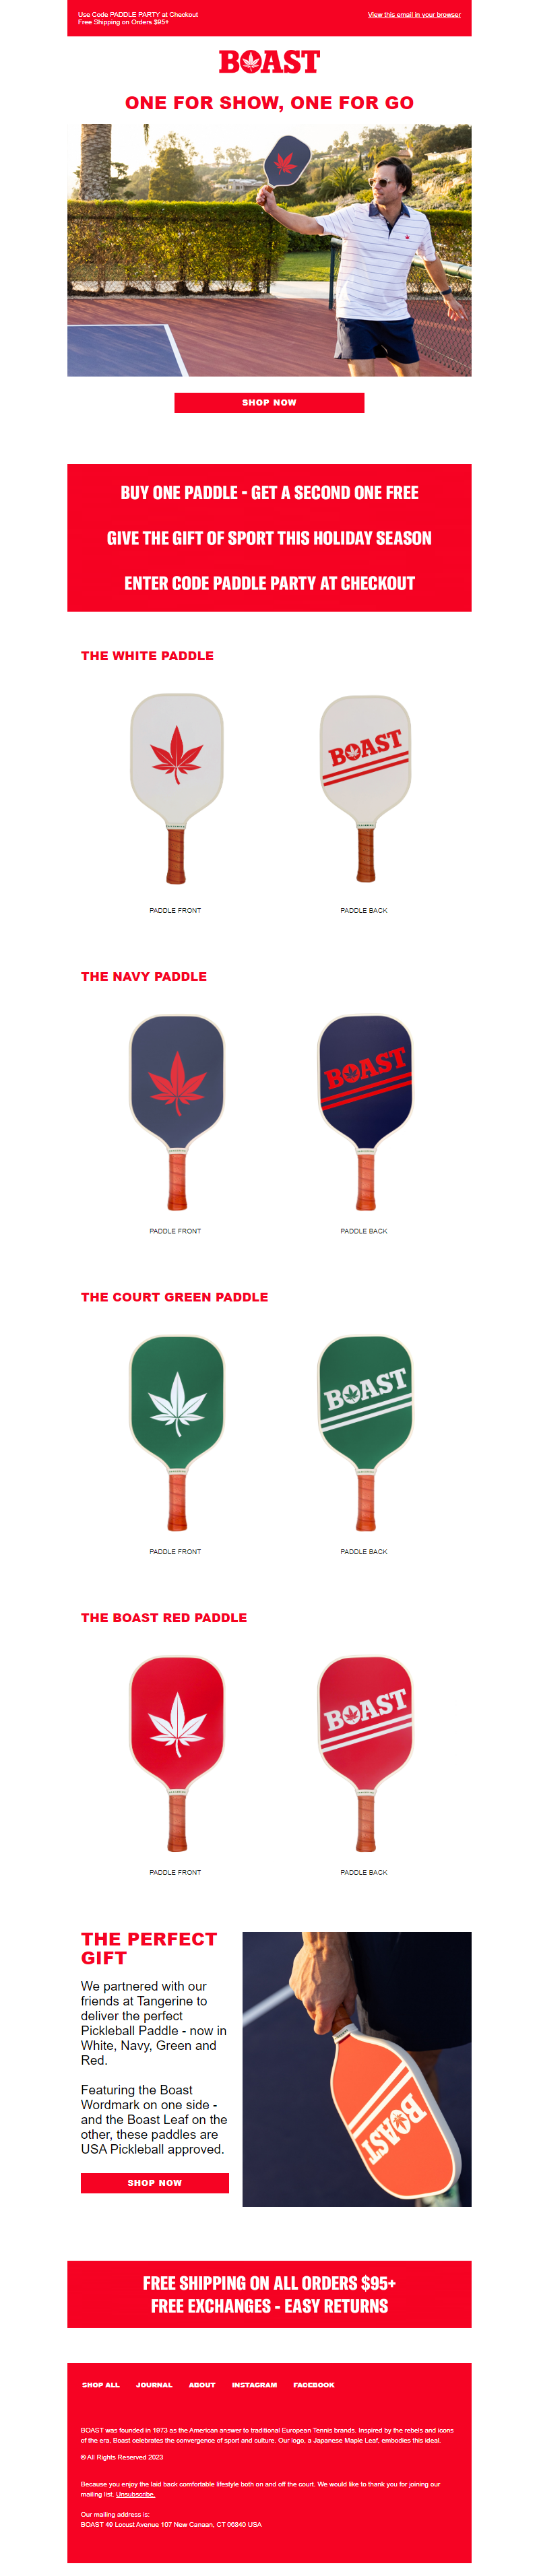 Use Code PADDLE PARTY at Checkout
Free Shipping on Orders $95+
View this email in your browser
BOAST
ONE FOR SHOW, ONE FOR GO
SHOP NOW
BUY ONE PADDLE - GET A SECOND ONE FREE
GIVE THE GIFT OF SPORT THIS HOLIDAY SEASON
ENTER CODE PADDLE PARTY AT CHECKOUT
THE WHITE PADDLE
BOAST
PADDLE FRONT
PADDLE BACK
THE NAVY PADDLE
BOAST
PADDLE FRONT
PADDLE BACK
THE COURT GREEN PADDLE
BOAST
PADDLE FRONT
PADDLE BACK
THE BOAST RED PADDLE
BOAST
PADDLE FRONT
PADDLE BACK
THE PERFECT
GIFT
We partnered with our
friends at Tangerine to
deliver the perfect
Pickleball Paddle - now in
White, Navy, Green and
Red.
Featuring the Boast
Wordmark on one side -
and the Boast Leaf on the
other, these paddles are
USA Pickleball approved.
SHOP NOW
BOAST
FREE SHIPPING ON ALL ORDERS $95+
FREE EXCHANGES - EASY RETURNS
SHOP ALL JOURNAL ABOUT INSTAGRAM FACEBOOK
BOAST was founded in 1973 as the American answer to traditional European Tennis brands. Inspired by the rebels and icons
of the era, Boast celebrates the convergence of sport and culture. Our logo, a Japanese Maple Leaf, embodies this ideal.
® All Rights Reserved 2023
Because you enjoy the laid back comfortable lifestyle both on and off the court. We would like to thank you for joining our
mailing list. Unsubscribe.
Our mailing address is:
BOAST 49 Locust Avenue 107 New Canaan, CT 06840 USA